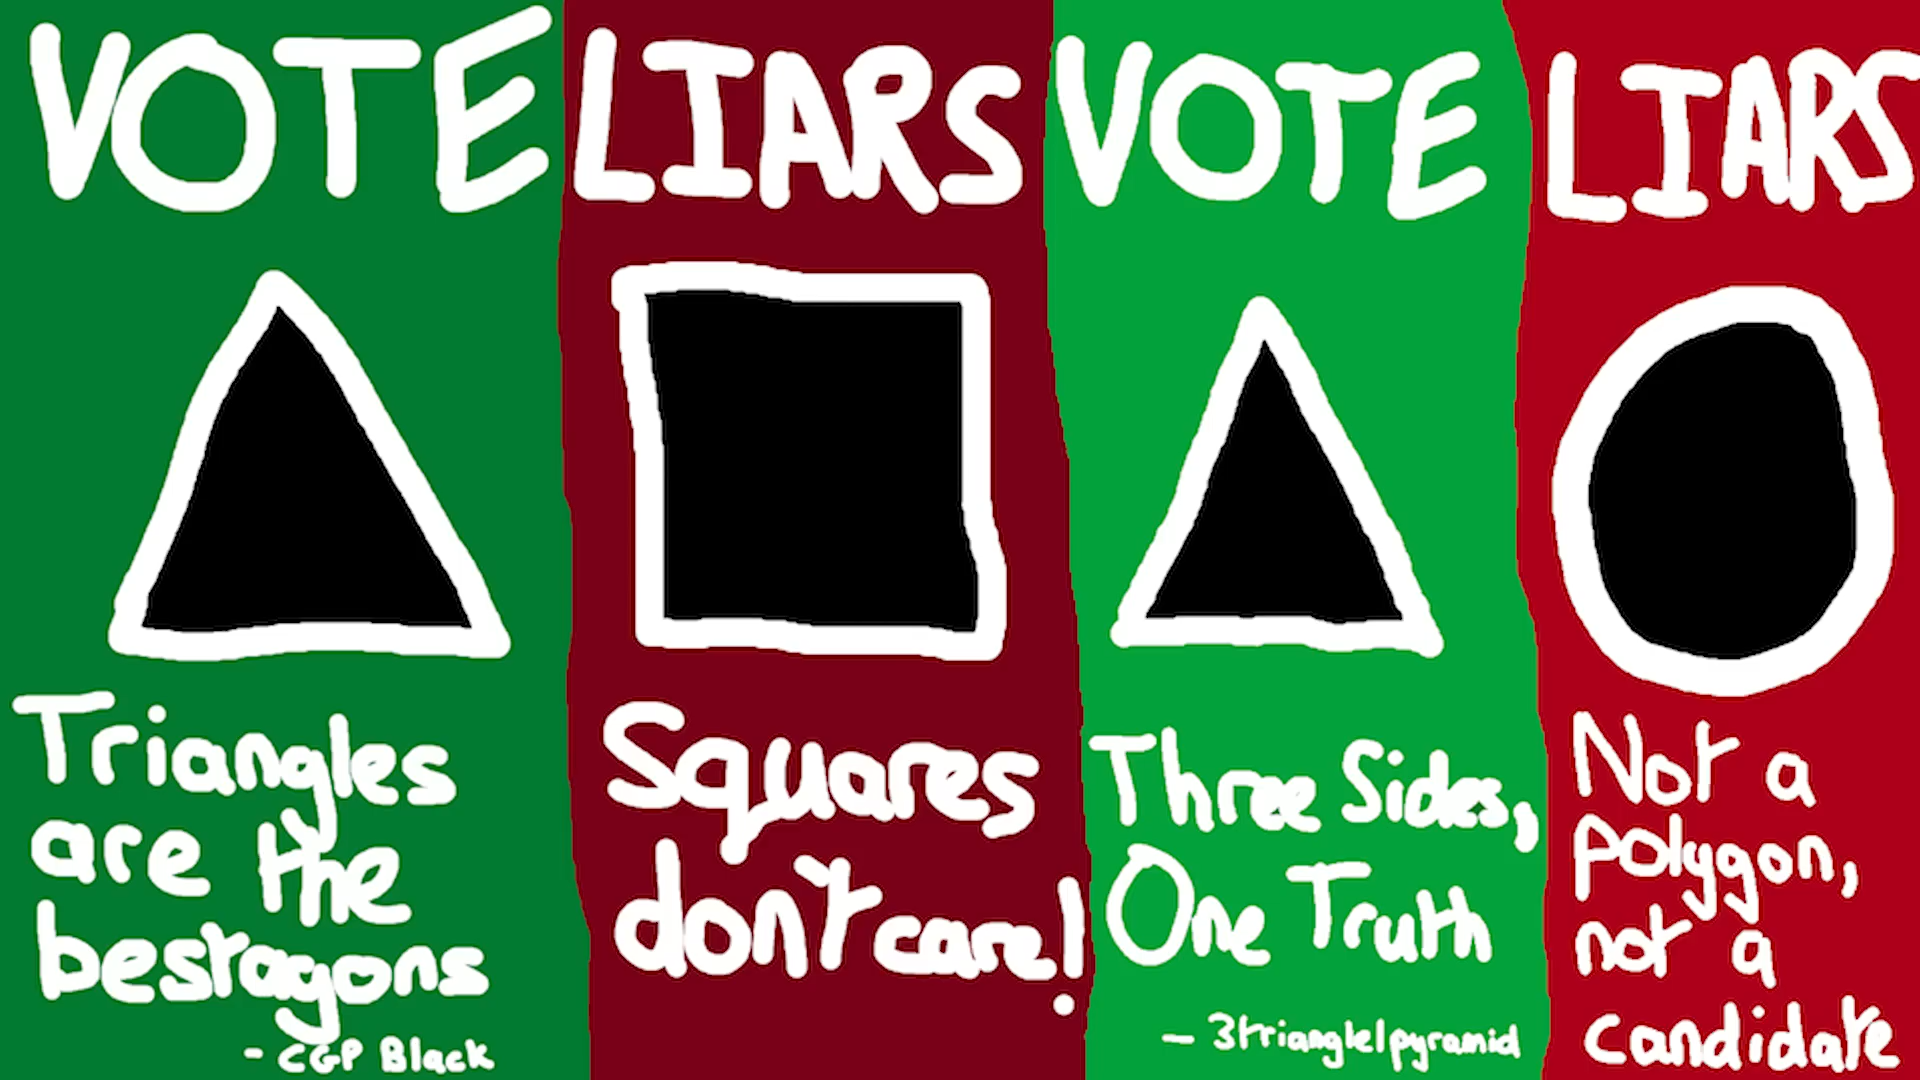 VOTE
Triangles
are the
bestagons
- CGP Black
LIARS
Squares
don't care!
VOTE
Three Sides,
One Truth
- 3triangle1pyramid
LIARS
Not a
polygon,
not a
candidate